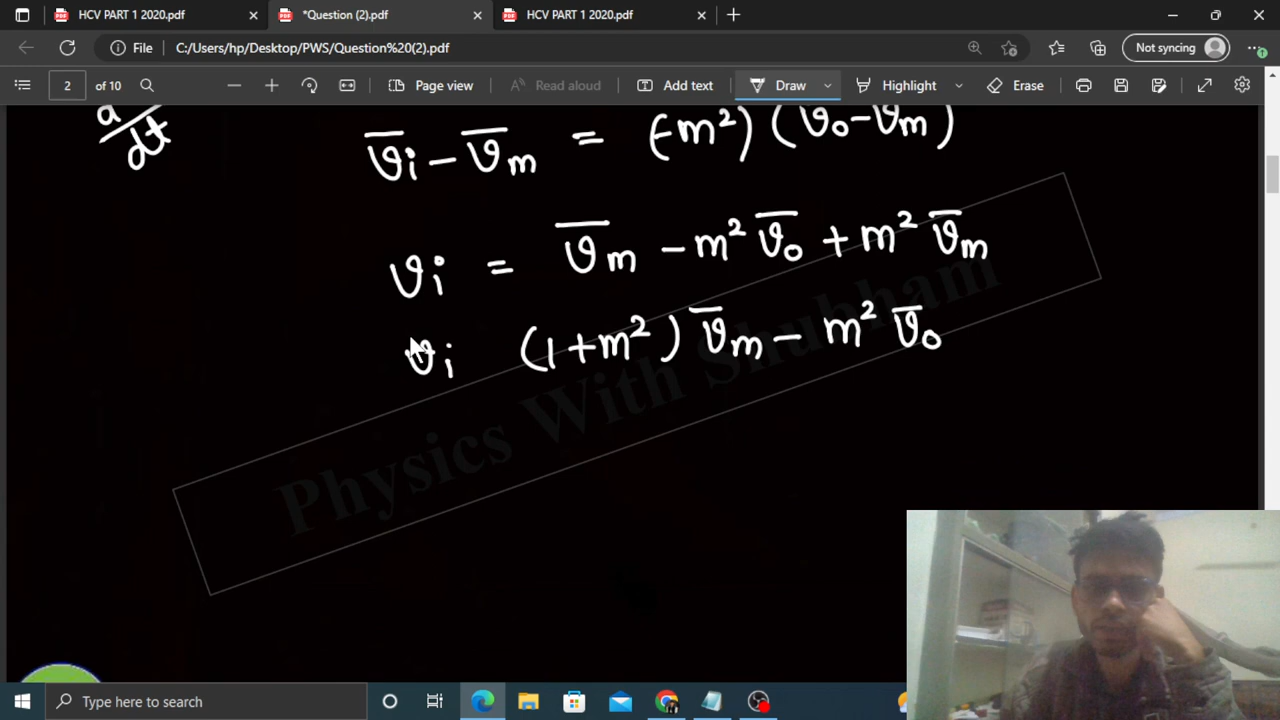 HCV PART 1 2020.pdf
*Question (2).pdf
HCV PART 1 2020.pdf
File
C:/Users/hp/Desktop/PWS/Question%20(2).pdf
Not syncing
2 of 10
Page view
Read aloud
Add text
Draw
Highlight
Erase
a/dt
v̅i − v̅m = (−m²) (v̅0 − v̅m)
vi = v̅m − m² v̅0 + m² v̅m
vi (1+m²) v̅m − m² v̅0
Physics With Shubham
Type here to search